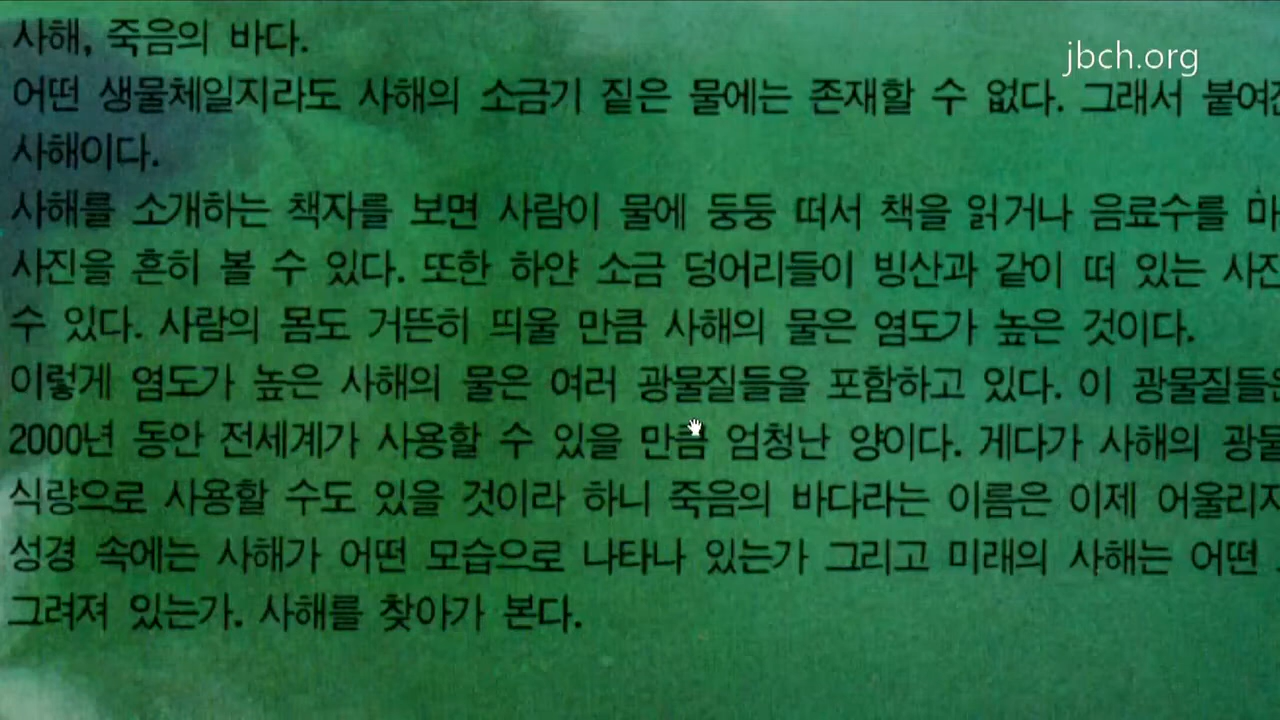 jbch.org
사해, 죽음의 바다.
어떤 생물체일지라도 사해의 소금기 짙은 물에는 존재할 수 없다. 그래서
사해이다.
사해를 소개하는 책자를 보면 사람이 물에 둥둥 떠서 책을 읽거나 음료수를
사진을 흔히 볼 수 있다. 또한 하얀 소금 덩어리들이 빙산과 같이 떠 있는
수 있다. 사람의 몸도 거뜬히 띄울 만큼 사해의 물은 염도가 높은 것이다.
이렇게 염도가 높은 사해의 물은 여러 광물질들을 포함하고 있다. 이
2000년 동안 전세계가 사용할 수 있을 만큼 엄청난 양이다. 게다가 사해의
식량으로 사용할 수도 있을 것이라 하니 죽음의 바다라는 이름은 이제
성경 속에는 사해가 어떤 모습으로 나타나 있는가 그리고 미래의 사해는 어떤
그려져 있는가. 사해를 찾아가 본다.